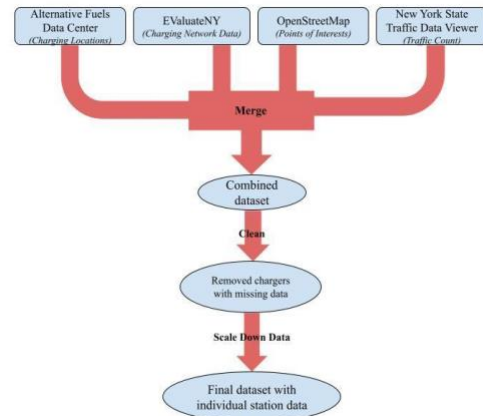 Alternative Fuels
Data Center
(Charging Locations)
EValuateNY
(Charging Network Data)
OpenStreetMap
(Points of Interests)
New York State
Traffic Data Viewer
(Traffic Count)
Merge
Combined
dataset
Clean
Removed chargers
with missing data
Scale Down Data
Final dataset with
individual station data